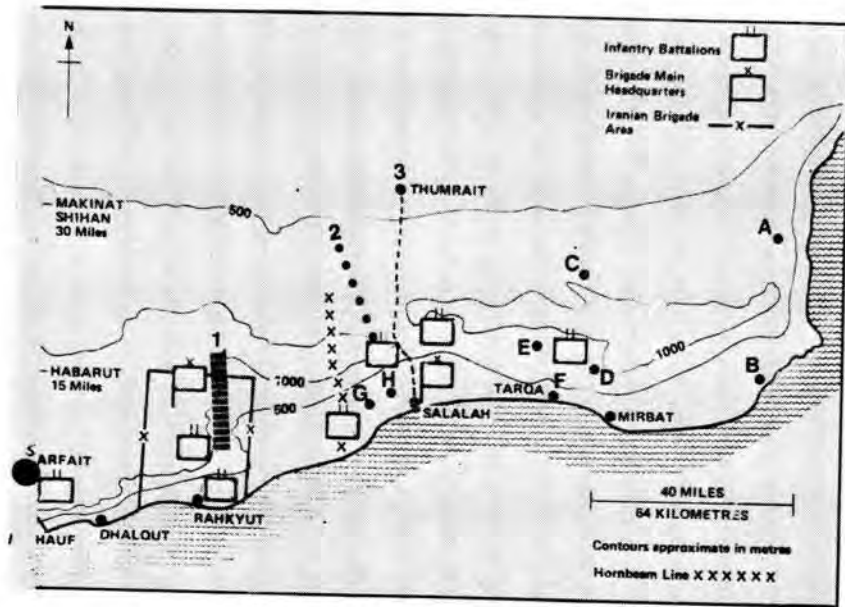 N
Infantry Battalions
Brigade Main
Headquarters
X
Iranian Brigade
Area
X
3
THUMRAIT
MAKINAT
SHIHAN
30 Miles
500
2
A
C
X X X X X X X X X
1
HABARUT
15 Miles
X
1000
500
X
E
D
1000
B
X
X
G
H
SALALAH
TARQA
F
MIRBAT
X
SARFAIT
RAHKYUT
HAUF
DHALQUT
40 MILES
64 KILOMETRES
Contours approximate in metres
Hornbeam Line X X X X X X